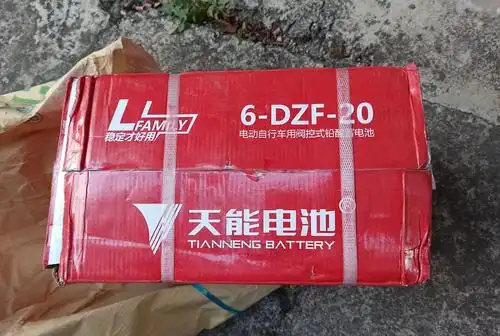 LL
FAMILY
稳定才好用
6-DZF-20
电动自行车用阀控式铅酸蓄电池
天能电池
TIANNENG BATTERY